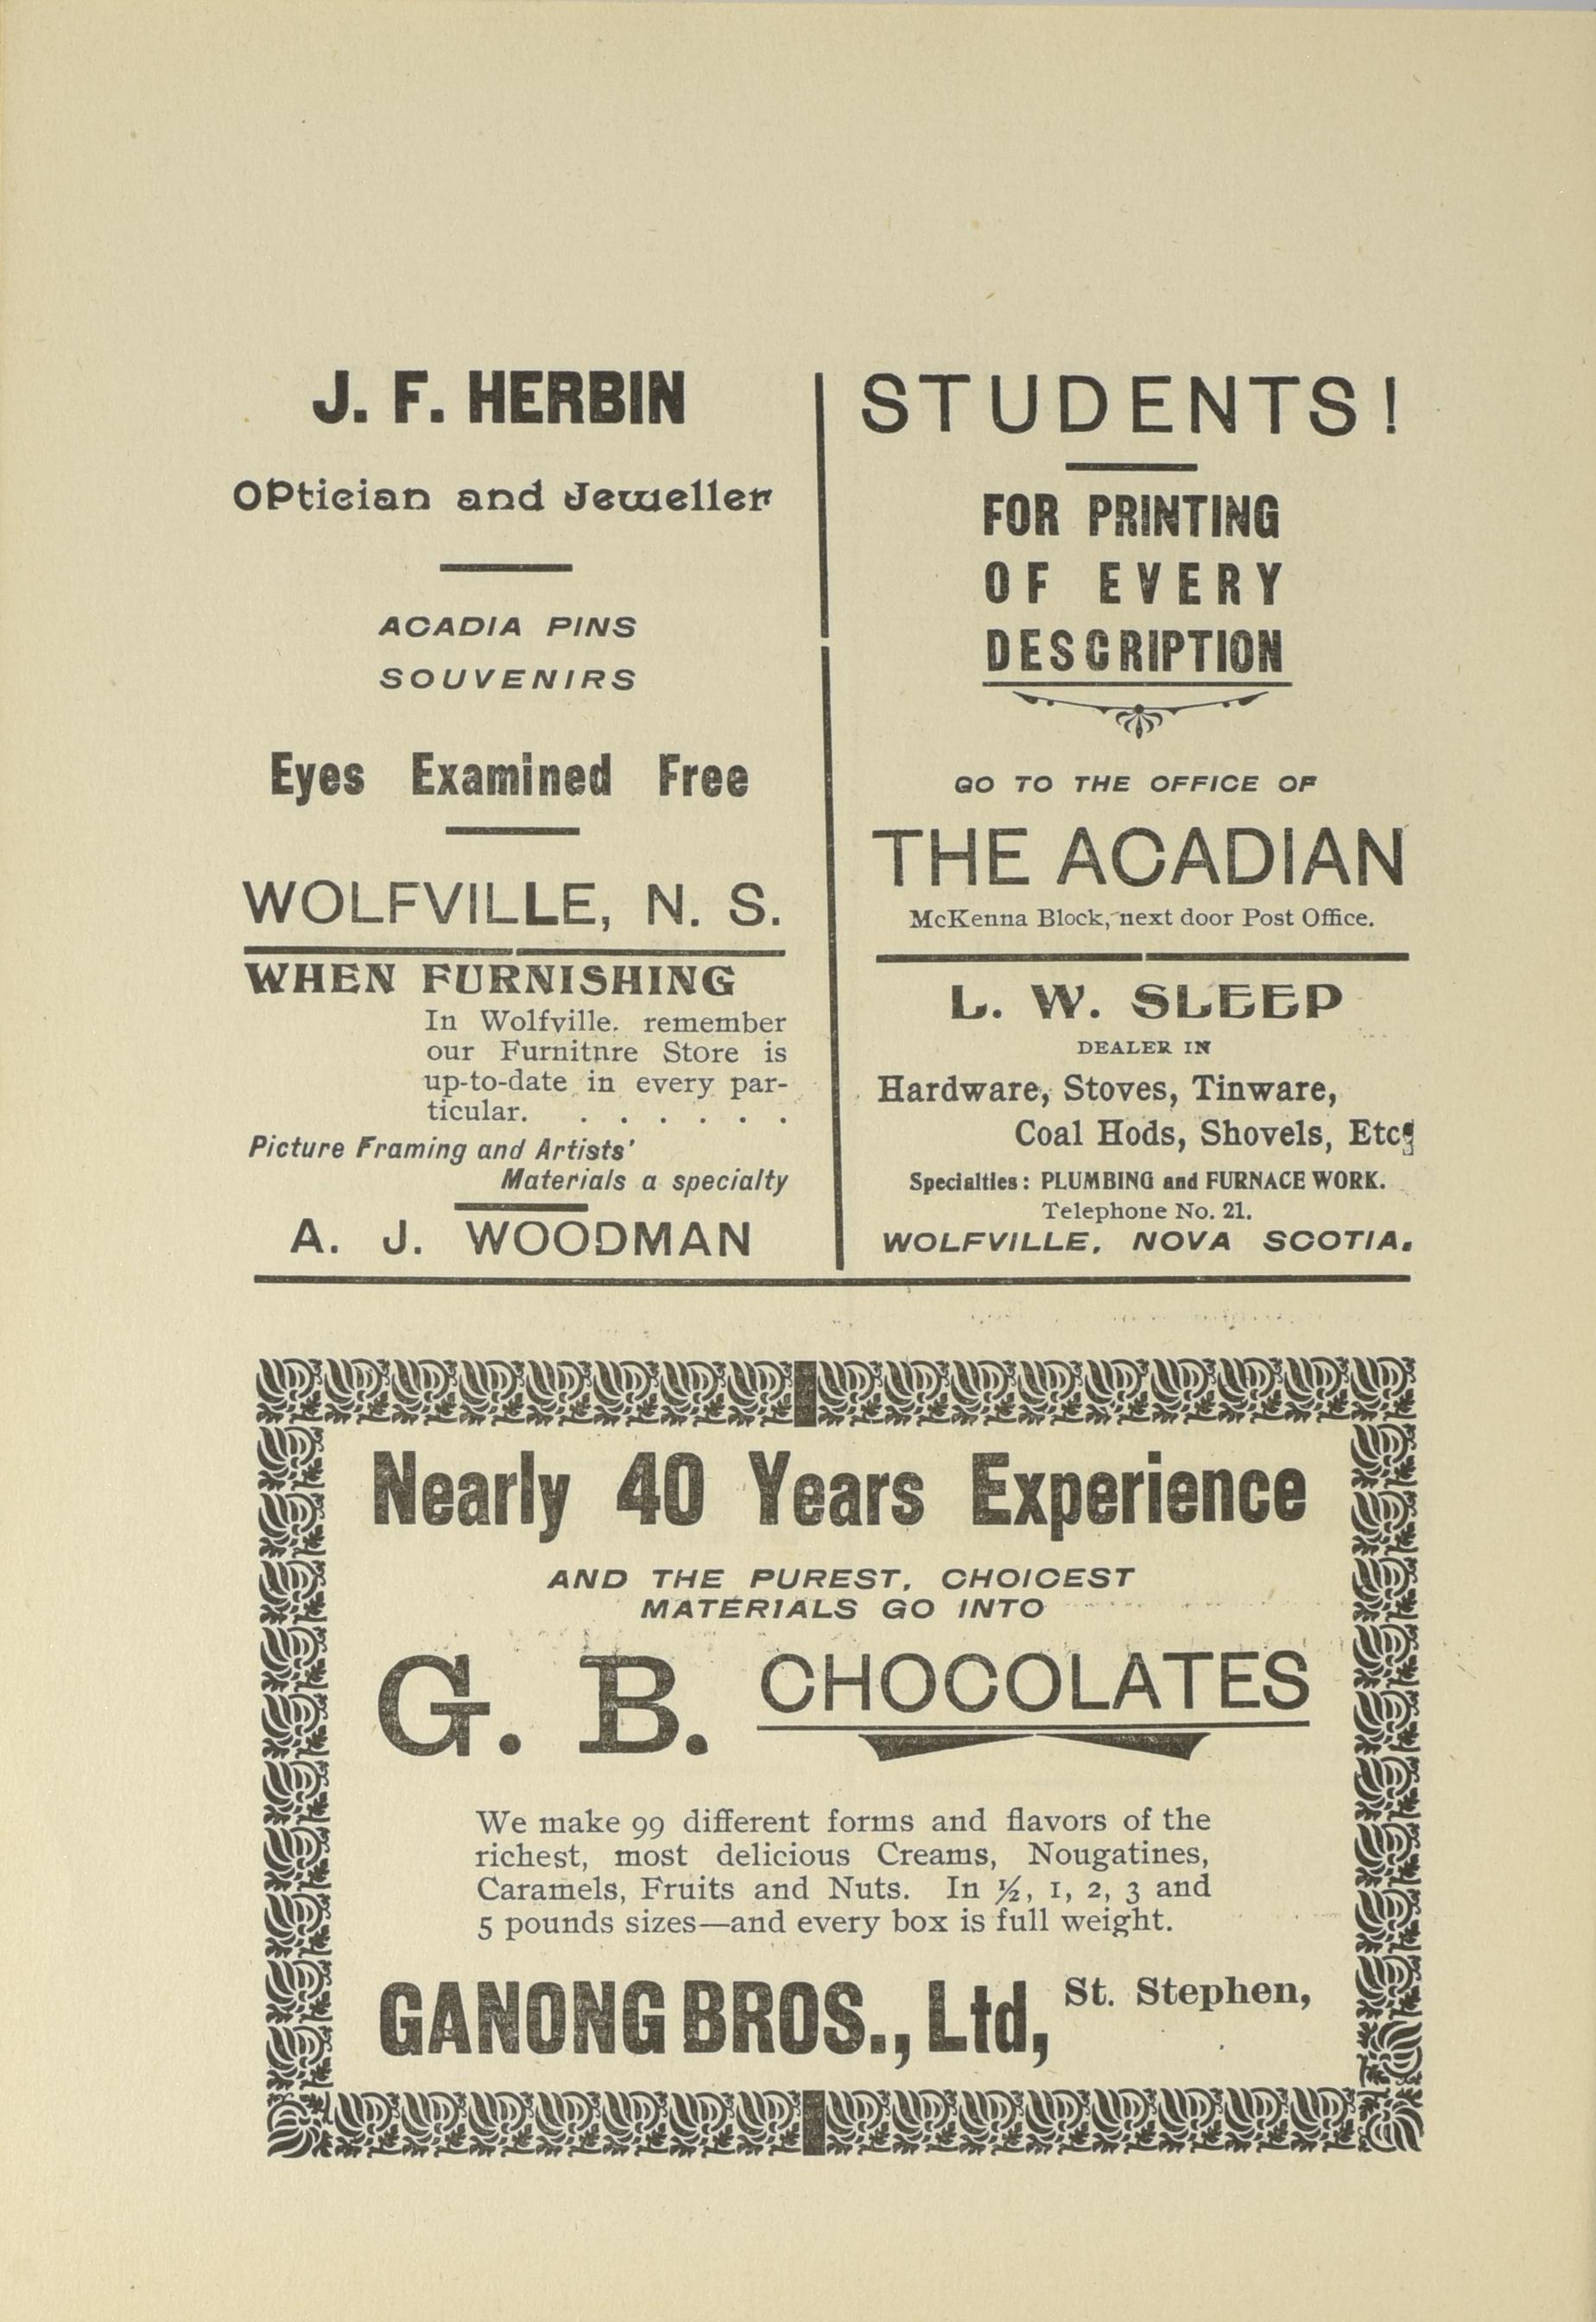 J. F. HERBIN
Optician and Jeweller
ACADIA PINS
SOUVENIRS
Eyes Examined Free
WOLFVILLE, N. S.
WHEN FURNISHING
In Wolfville. remember
our Furnitnre Store is
up-to-date in every par-
ticular. . . . . . .
Picture Framing and Artists'
Materials a specialty
A. J. WOODMAN
STUDENTS!
FOR PRINTING
OF EVERY
DESCRIPTION
GO TO THE OFFICE OF
THE ACADIAN
McKenna Block, next door Post Office.
L. W. SLEEP
DEALER IN
Hardware, Stoves, Tinware,
Coal Hods, Shovels, Etc,
Specialties: PLUMBING and FURNACE WORK.
Telephone No. 21.
WOLFVILLE, NOVA SCOTIA.
Nearly 40 Years Experience
AND THE PUREST, CHOICEST
MATERIALS GO INTO
G. B. CHOCOLATES
We make 99 different forms and flavors of the
richest, most delicious Creams, Nougatines,
Caramels, Fruits and Nuts. In ½, 1, 2, 3 and
5 pounds sizes—and every box is full weight.
GANONG BROS., Ltd, St. Stephen,